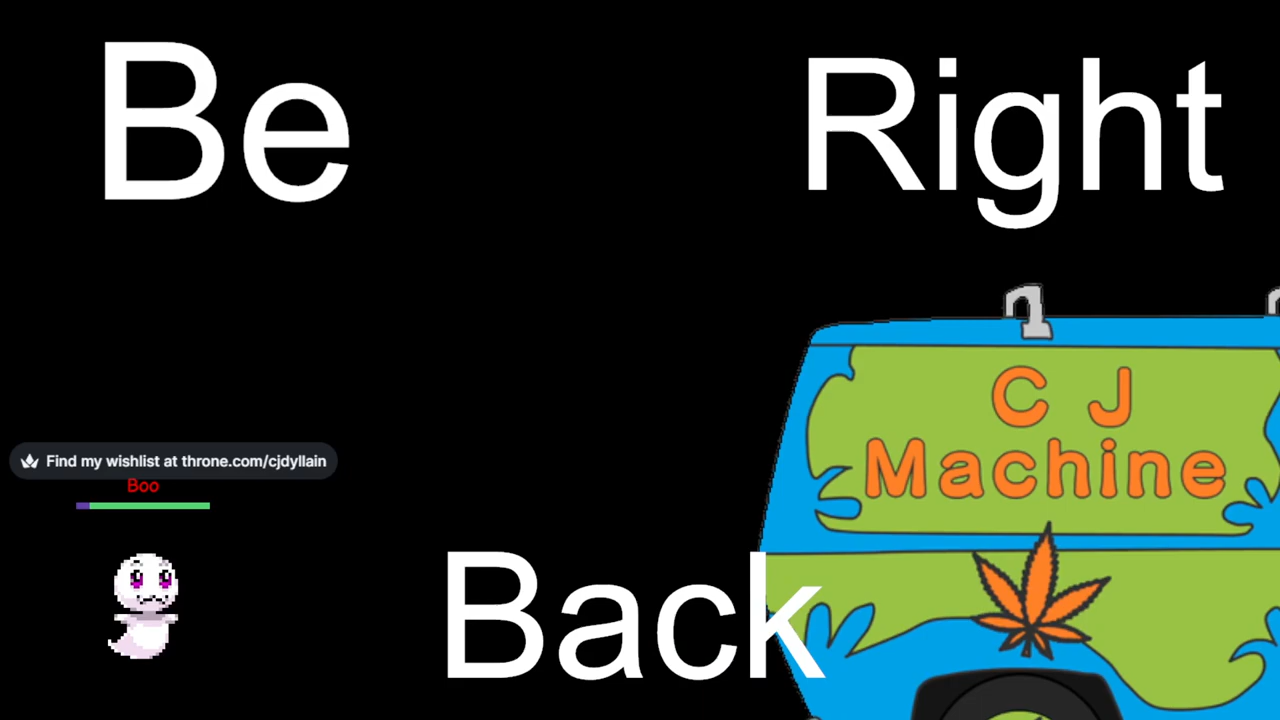 Be
Right
C J
Machine
Find my wishlist at throne.com/cjdyllain
Boo
Back